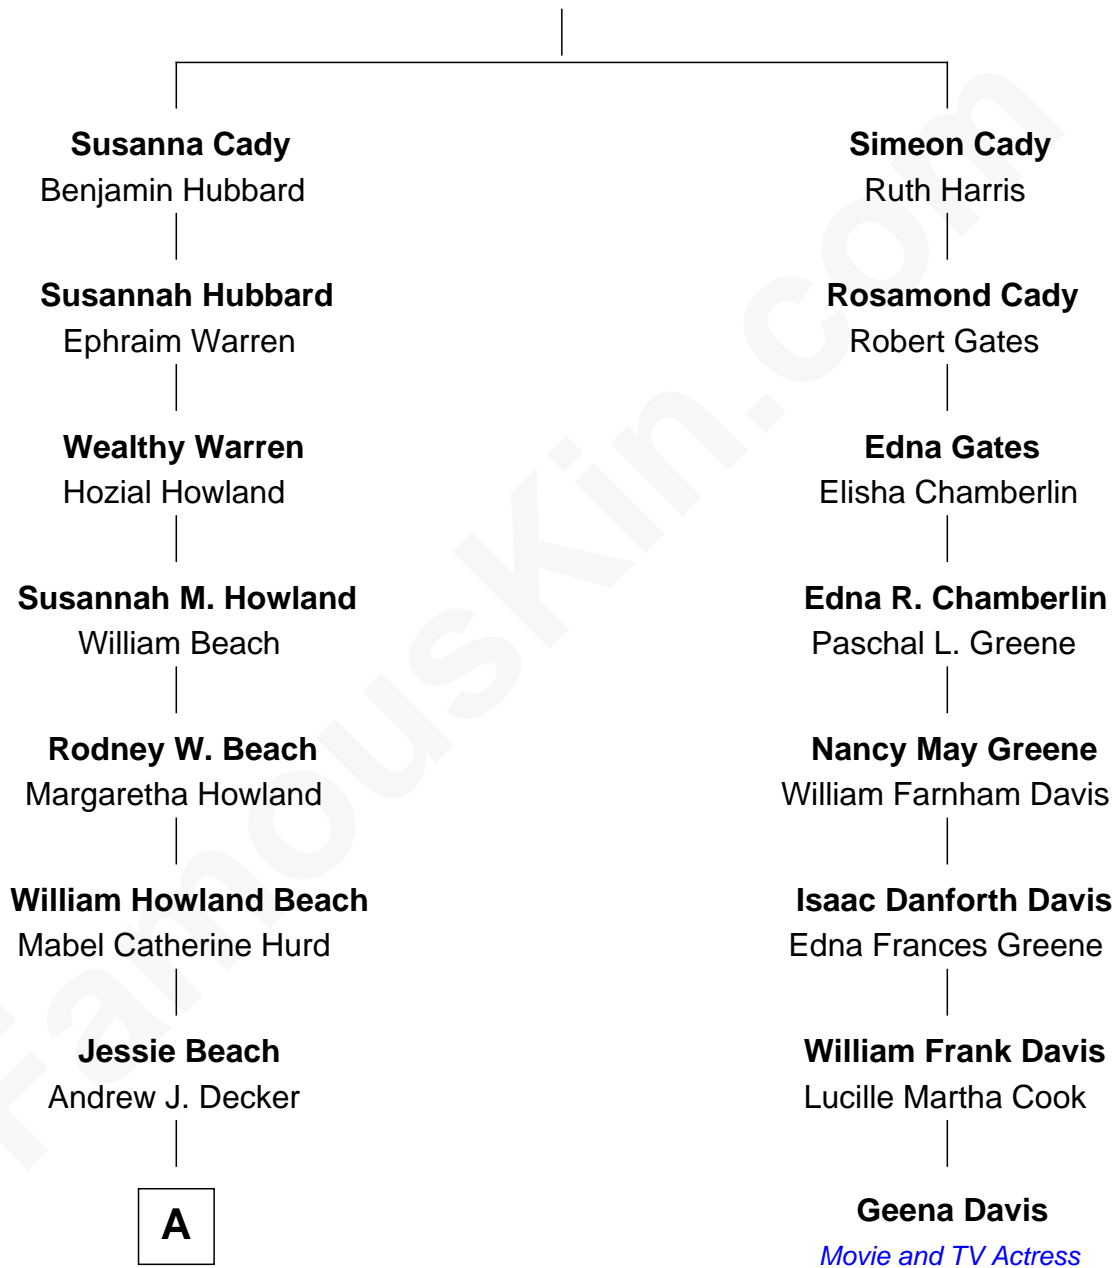 Susanna Cady
Benjamin Hubbard
Susannah Hubbard
Ephraim Warren
Wealthy Warren
Hozial Howland
Susannah M. Howland
William Beach
Rodney W. Beach
Margaretha Howland
William Howland Beach
Mabel Catherine Hurd
Jessie Beach
Andrew J. Decker
A
Simeon Cady
Ruth Harris
Rosamond Cady
Robert Gates
Edna Gates
Elisha Chamberlin
Edna R. Chamberlin
Paschal L. Greene
Nancy May Greene
William Farnham Davis
Isaac Danforth Davis
Edna Frances Greene
William Frank Davis
Lucille Martha Cook
Geena Davis
Movie and TV Actress
FamousKin.com